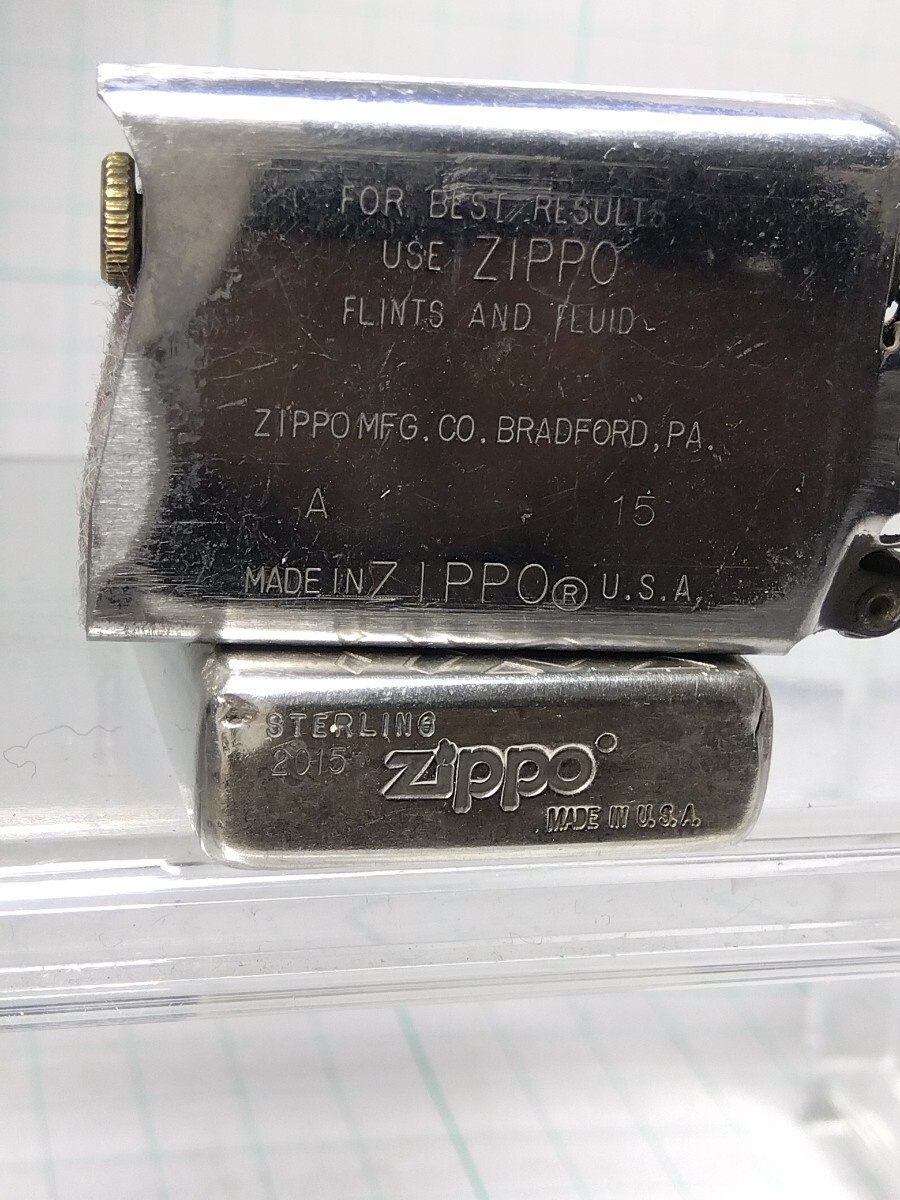 FOR BEST RESULTS
USE ZIPPO
FLINTS AND FLUID
ZIPPO MFG. CO. BRADFORD, PA.
A 15
MADE IN ZIPPO® U.S.A.
STERLING
2015 zippo
MADE IN U.S.A.